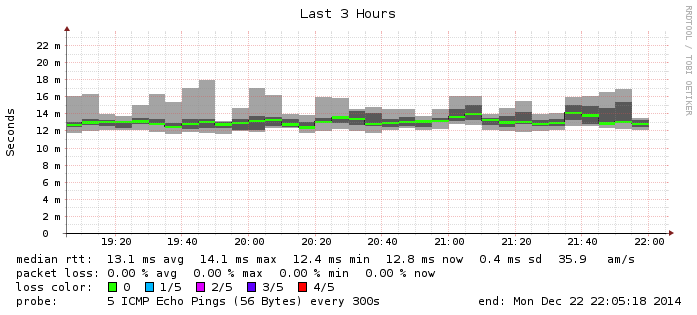 Last 3 Hours
RRDTOOL / TOBI OETIKER
Seconds
22 m
20 m
18 m
16 m
14 m
12 m
10 m
8 m
6 m
4 m
2 m
0
19:20 19:40 20:00 20:20 20:40 21:00 21:20 21:40 22:00
median rtt: 13.1 ms avg 14.1 ms max 12.4 ms min 12.8 ms now 0.4 ms sd 35.9 am/s
packet loss: 0.00 % avg 0.00 % max 0.00 % min 0.00 % now
loss color: 0 1/5 2/5 3/5 4/5
probe: 5 ICMP Echo Pings (56 Bytes) every 300s end: Mon Dec 22 22:05:18 2014